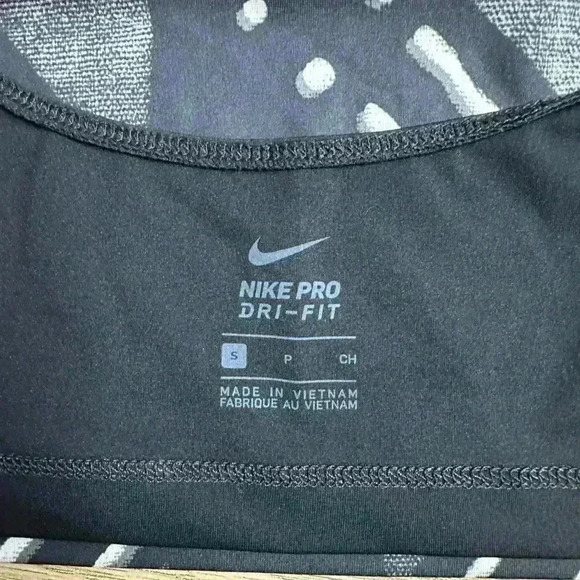 NIKE PRO
DRI-FIT
S P CH
MADE IN VIETNAM
FABRIQUE AU VIETNAM